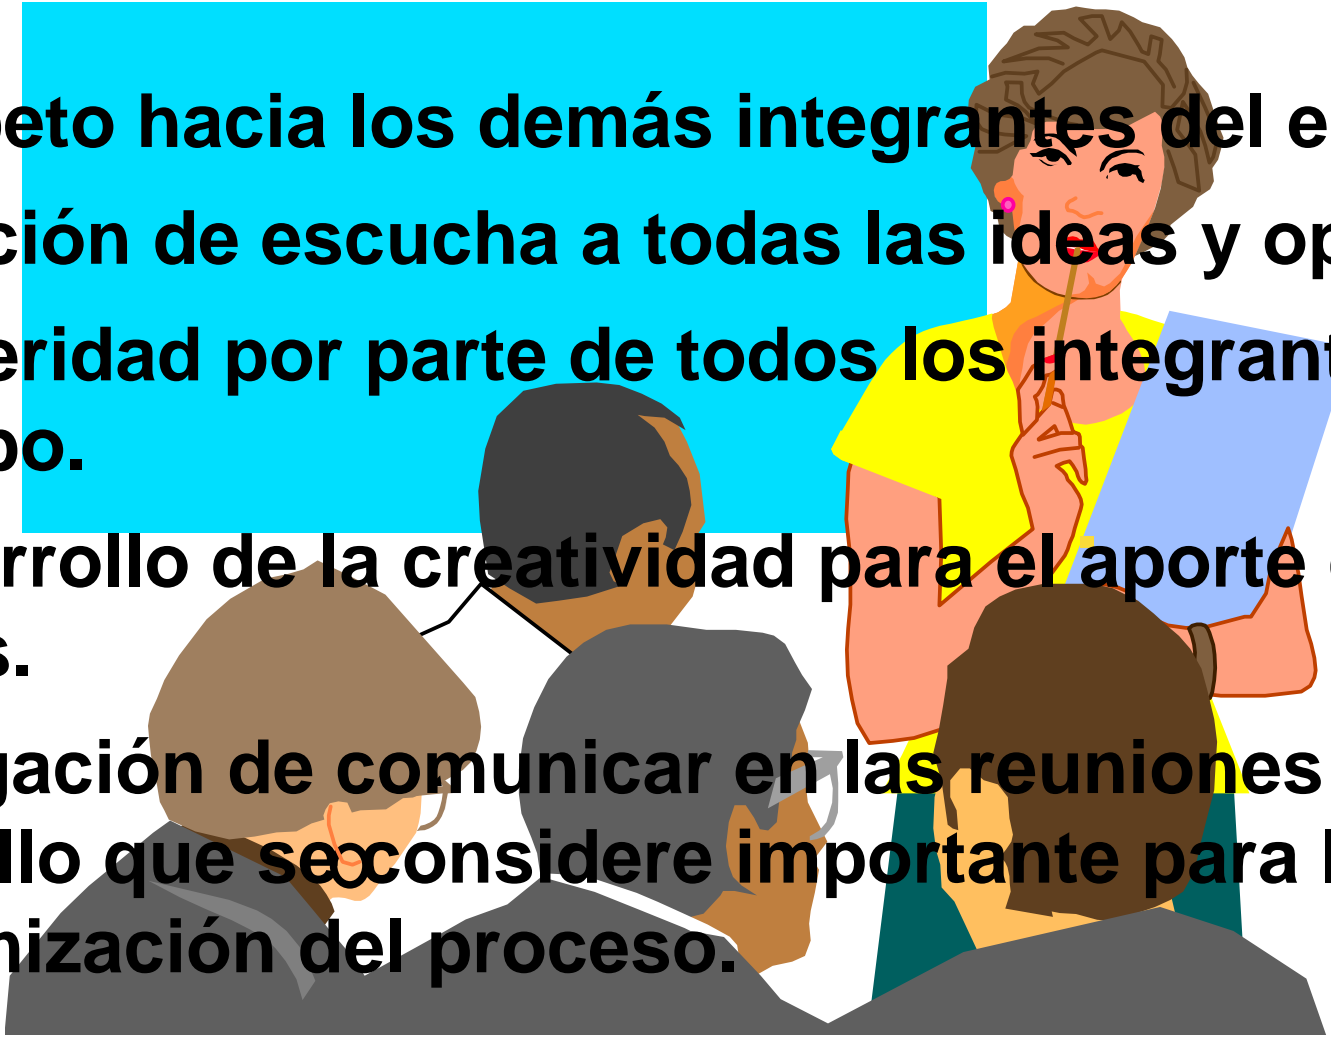 peto hacia los demás integrantes del e
ción de escucha a todas las ideas y op
eridad por parte de todos los integrant
po.
rrollo de la creatividad para el aporte
s.
gación de comunicar en las reuniones
llo que se considere importante para l
nización del proceso.